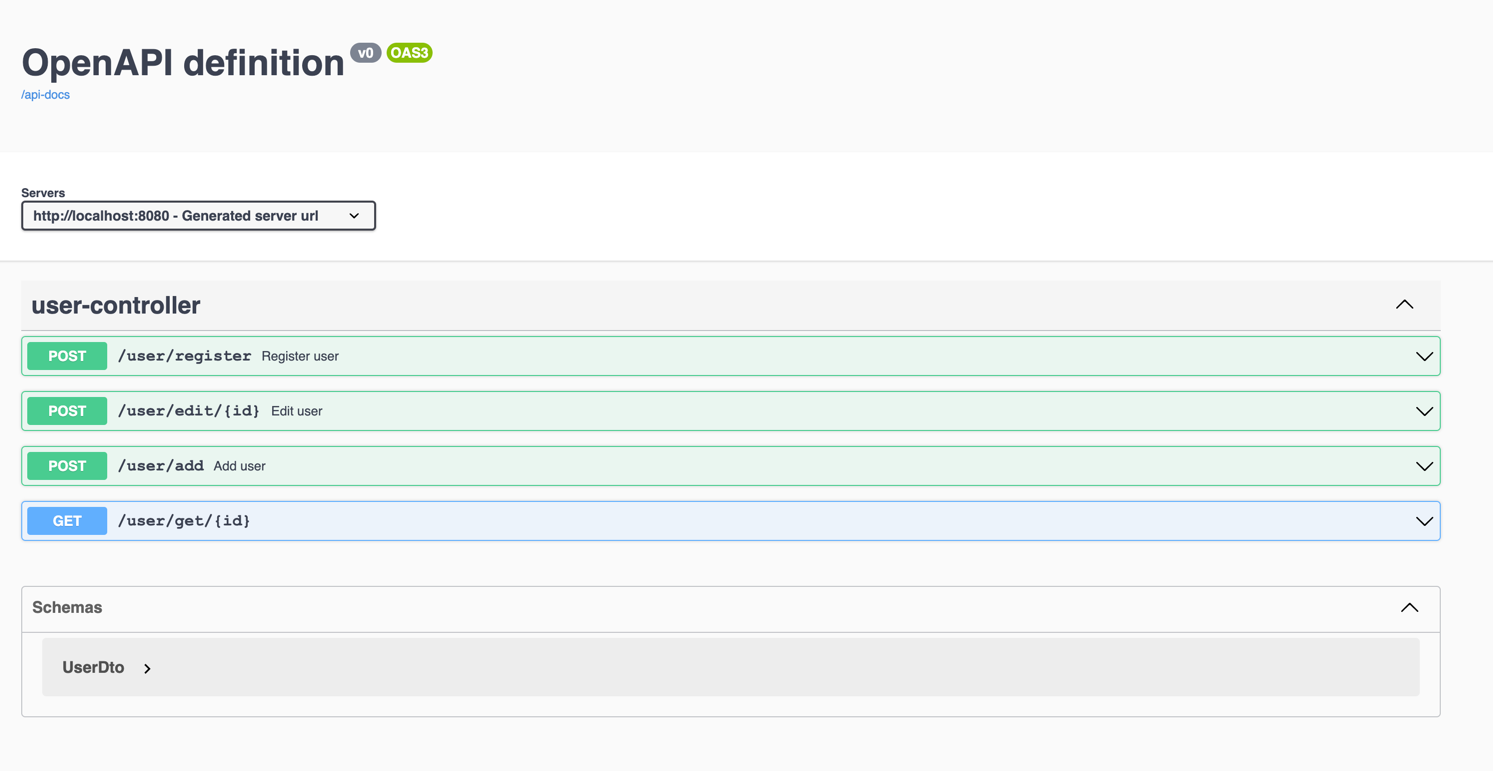 OpenAPI definition v0 OAS3
/api-docs
Servers
http://localhost:8080 - Generated server url
user-controller
POST /user/register Register user
POST /user/edit/{id} Edit user
POST /user/add Add user
GET /user/get/{id}
Schemas
UserDto